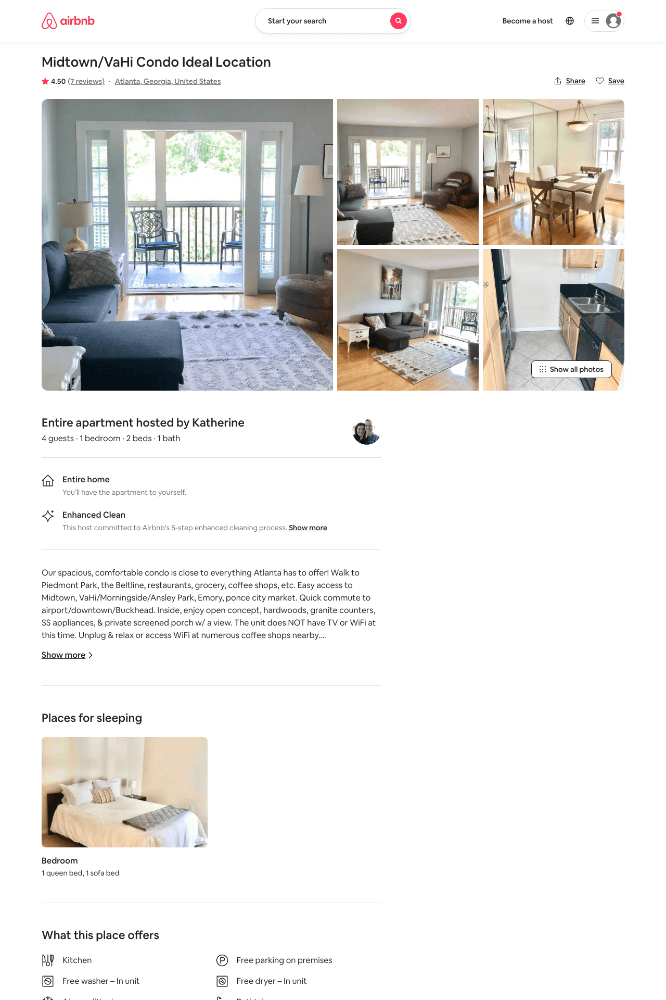 airbnb
Start your search
Become a host
Midtown/VaHi Condo Ideal Location
4.50 (7 reviews) · Atlanta, Georgia, United States
Share
Save
Show all photos
Entire apartment hosted by Katherine
4 guests · 1 bedroom · 2 beds · 1 bath
Entire home
You’ll have the apartment to yourself.
Enhanced Clean
This host committed to Airbnb's 5-step enhanced cleaning process. Show more
Our spacious, comfortable condo is close to everything Atlanta has to offer! Walk to
Piedmont Park, the Beltline, restaurants, grocery, coffee shops, etc. Easy access to
Midtown, VaHi/Morningside/Ansley Park, Emory, ponce city market. Quick commute to
airport/downtown/Buckhead. Inside, enjoy open concept, hardwoods, granite counters,
SS appliances, & private screened porch w/ a view. The unit does NOT have TV or WiFi at
this time. Unplug & relax or access WiFi at numerous coffee shops nearby....
Show more
Places for sleeping
Bedroom
1 queen bed, 1 sofa bed
What this place offers
Kitchen
Free parking on premises
Free washer – In unit
Free dryer – In unit